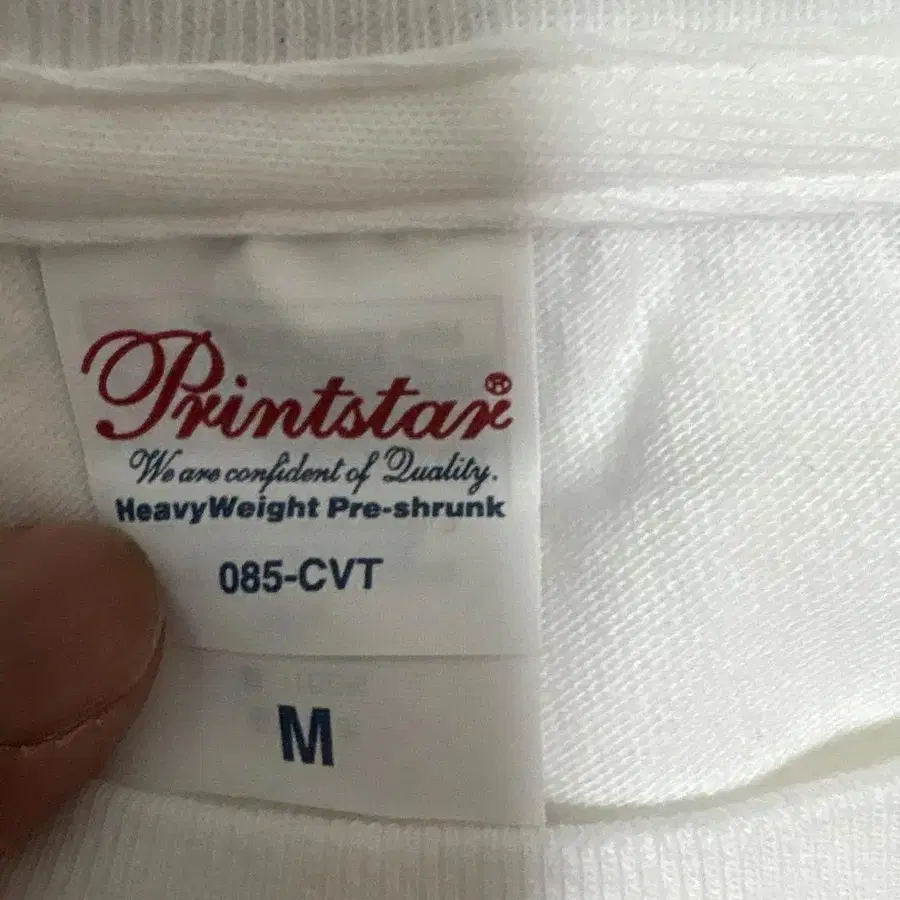 Printstar®
We are confident of Quality.
HeavyWeight Pre-shrunk
085-CVT
M